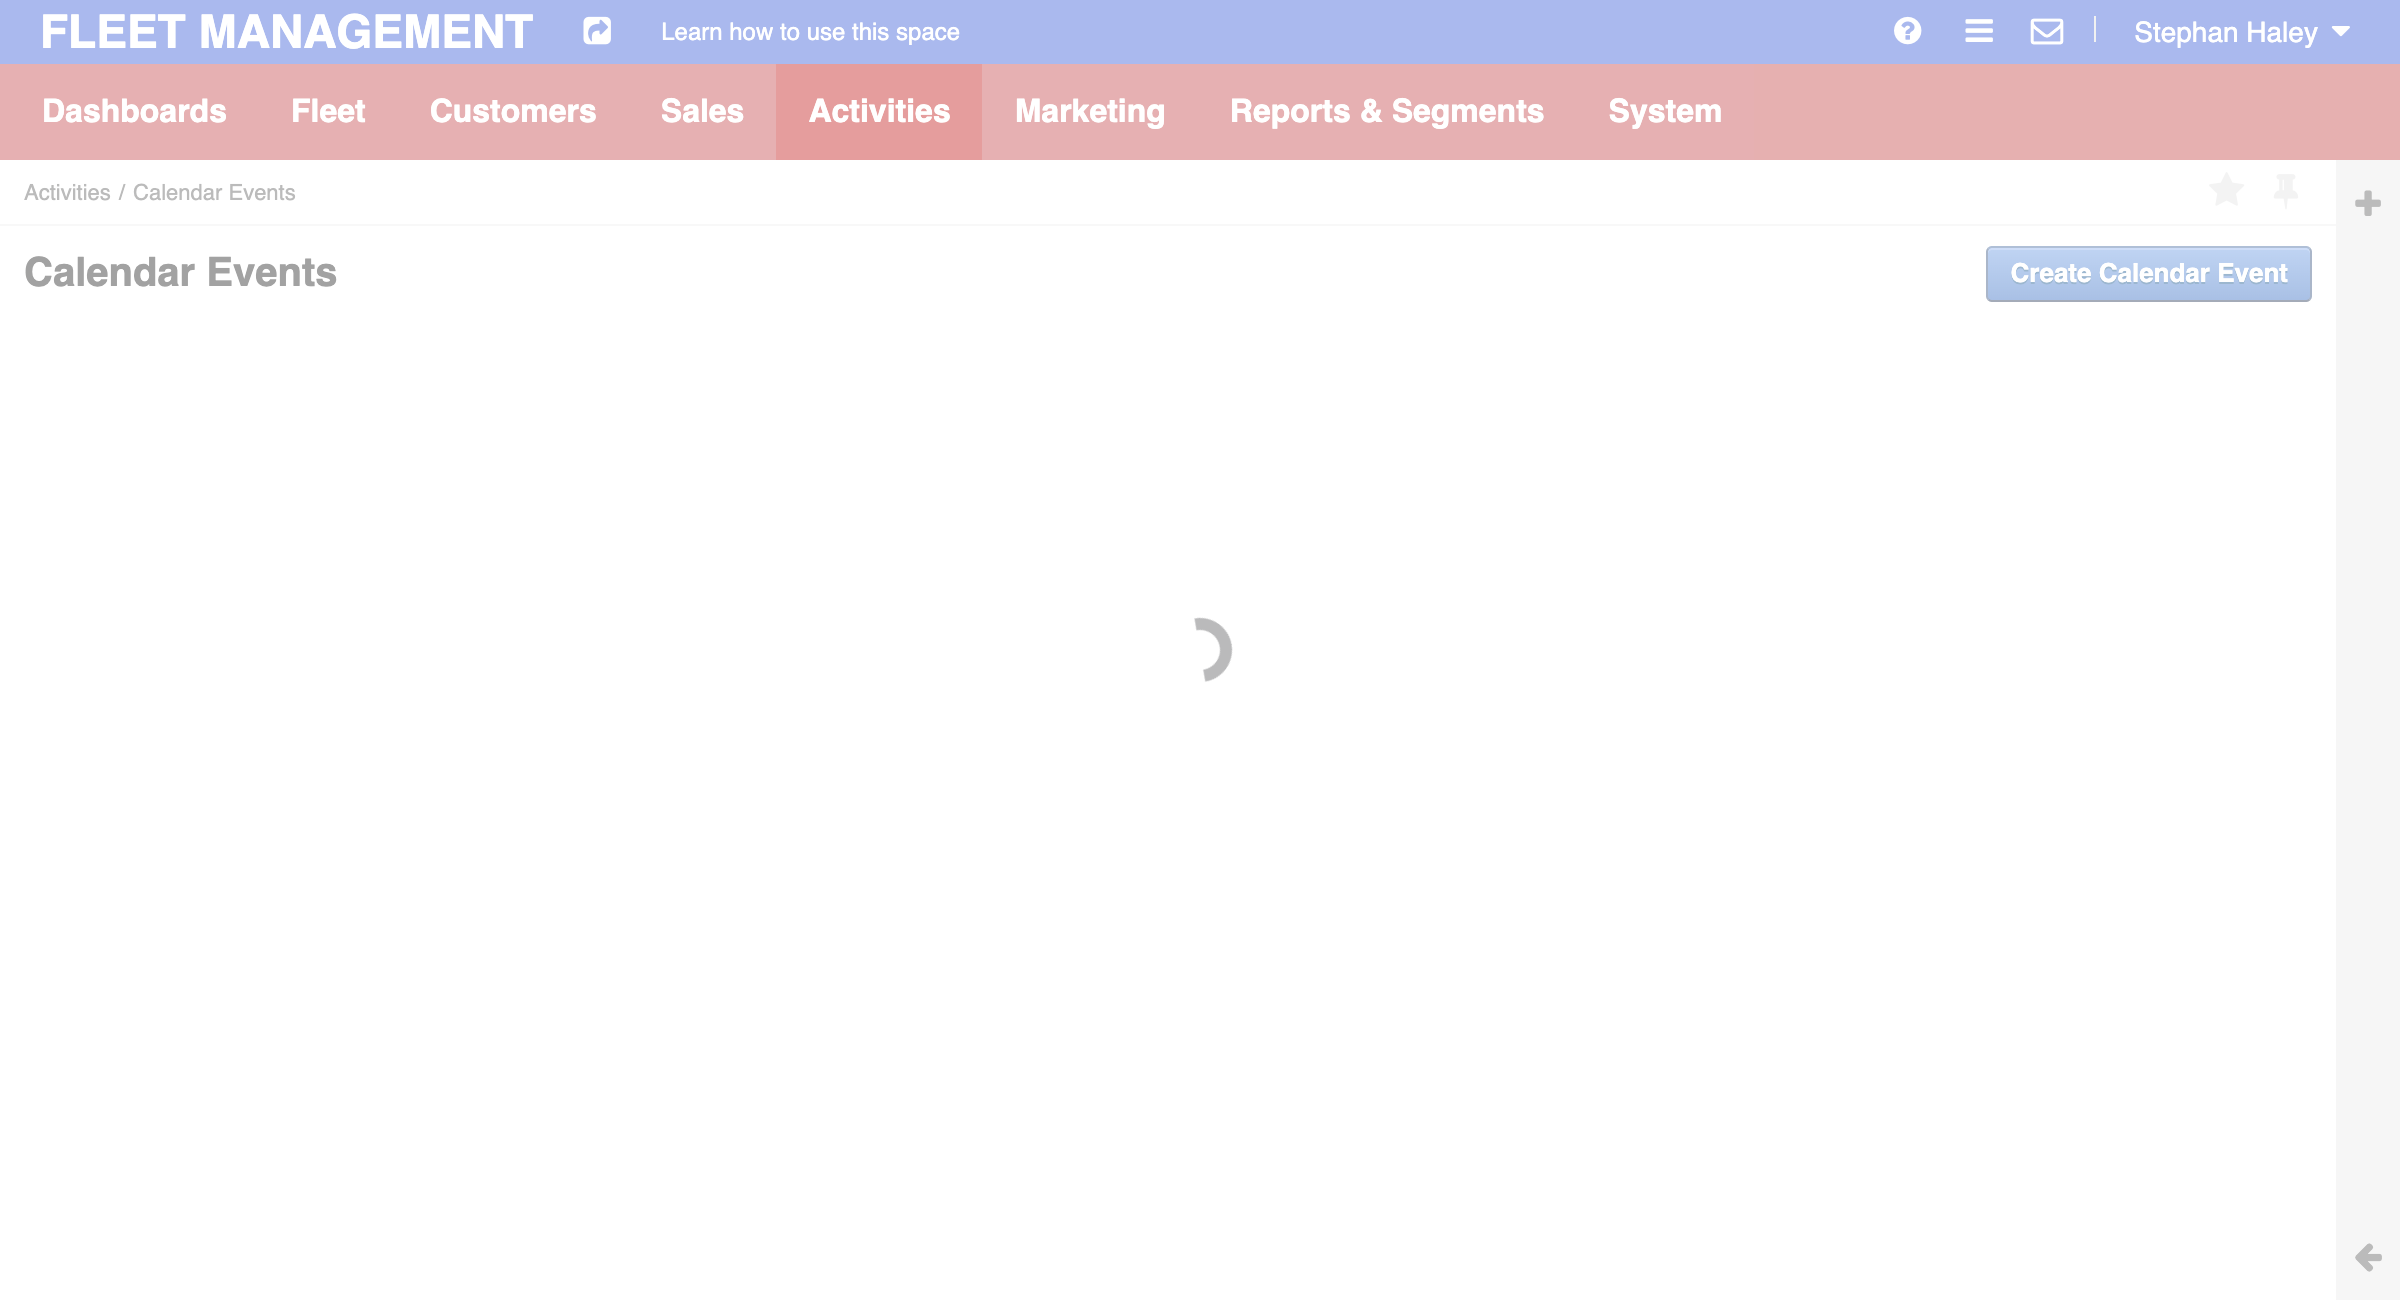 FLEET MANAGEMENT Learn how to use this space Stephan Haley
Dashboards Fleet Customers Sales Activities Marketing Reports & Segments System
Activities / Calendar Events
Calendar Events Create Calendar Event